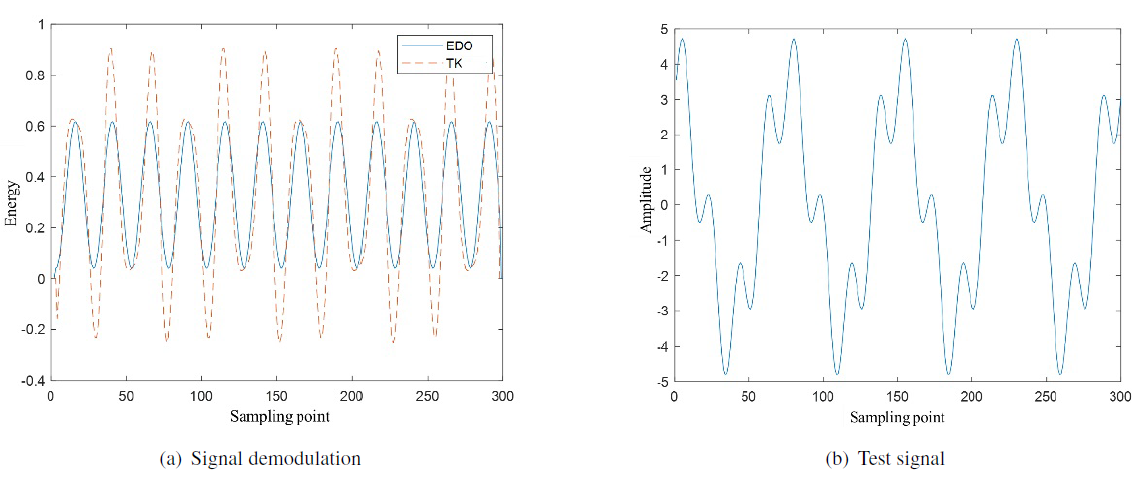 1
0.8
0.6
0.4
0.2
0
-0.2
-0.4
Energy
EDO
TK
0 50 100 150 200 250 300
Sampling point
(a) Signal demodulation
5
4
3
2
1
0
-1
-2
-3
-4
-5
Amplitude
0 50 100 150 200 250 300
Sampling point
(b) Test signal